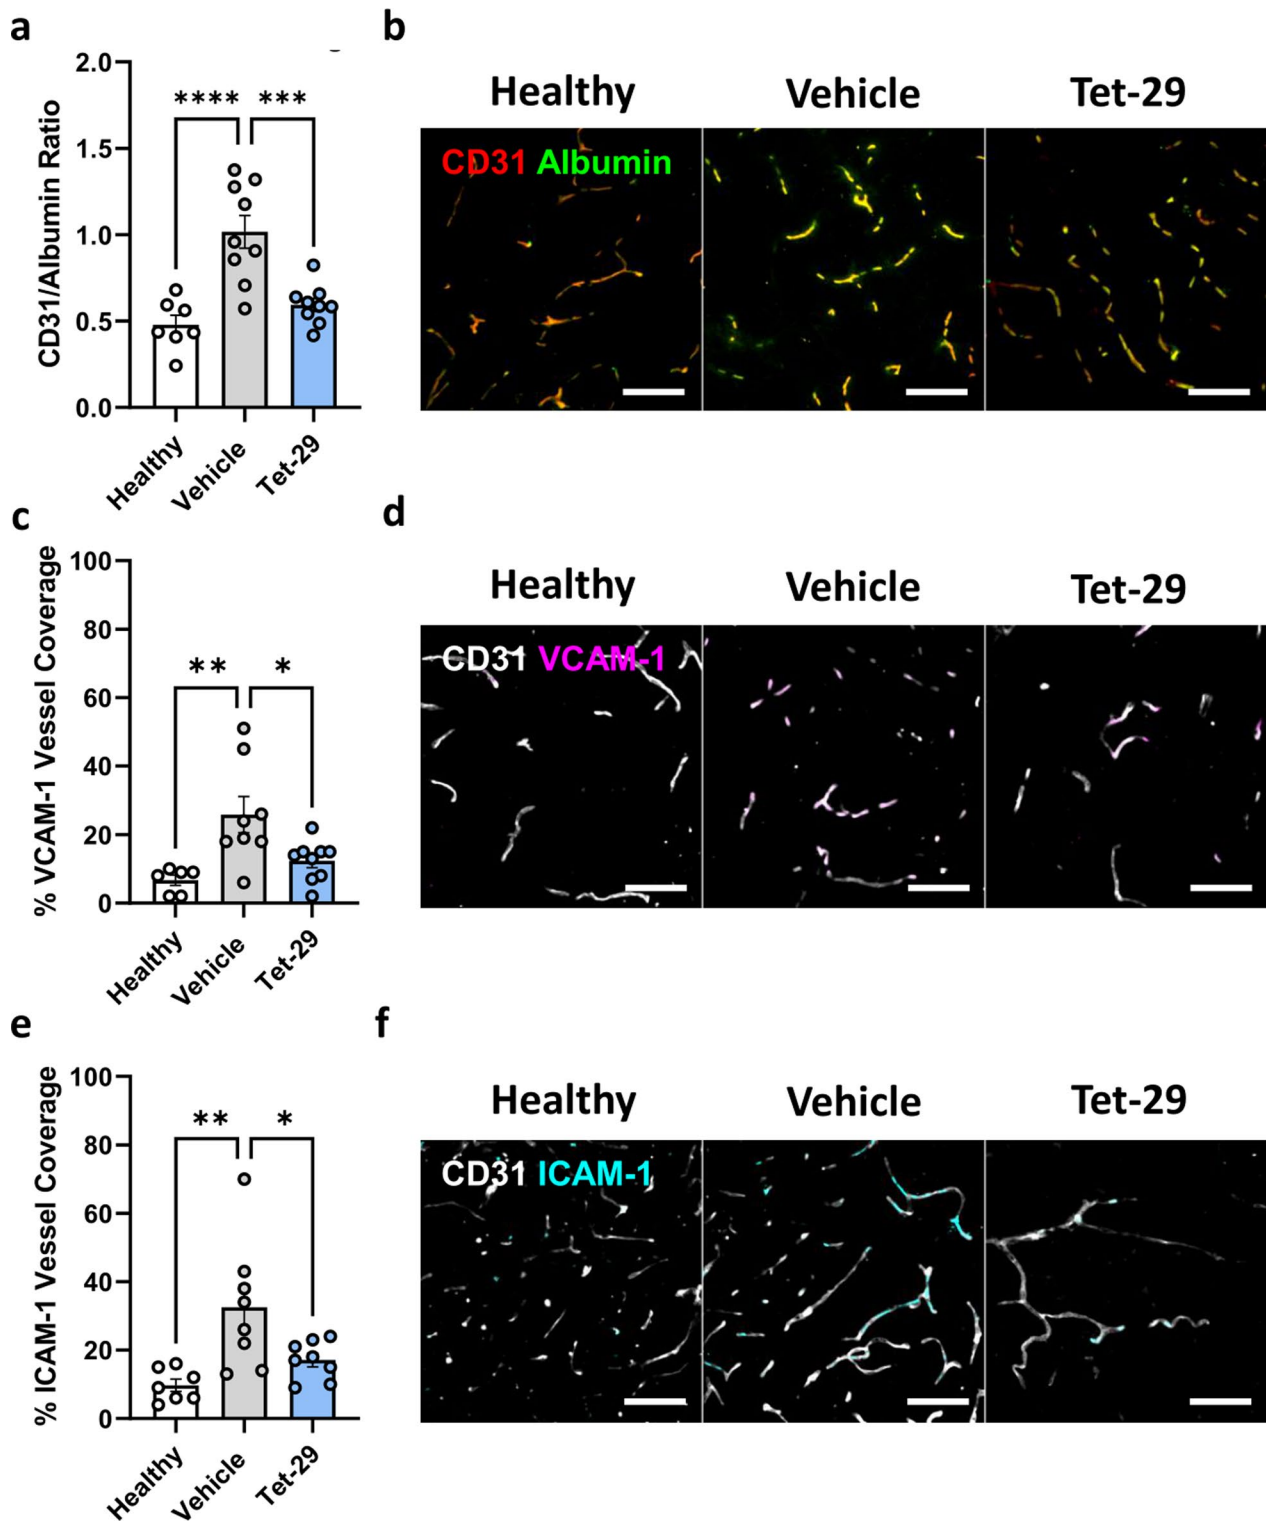 a
b
2.0
1.5
1.0
0.5
0.0
CD31/Albumin Ratio
**** ***
Healthy
Vehicle
Tet-29
Healthy Vehicle Tet-29
CD31 Albumin
c
d
100
80
60
40
20
0
% VCAM-1 Vessel Coverage
** *
Healthy
Vehicle
Tet-29
Healthy Vehicle Tet-29
CD31 VCAM-1
e
f
100
80
60
40
20
0
% ICAM-1 Vessel Coverage
** *
Healthy
Vehicle
Tet-29
Healthy Vehicle Tet-29
CD31 ICAM-1